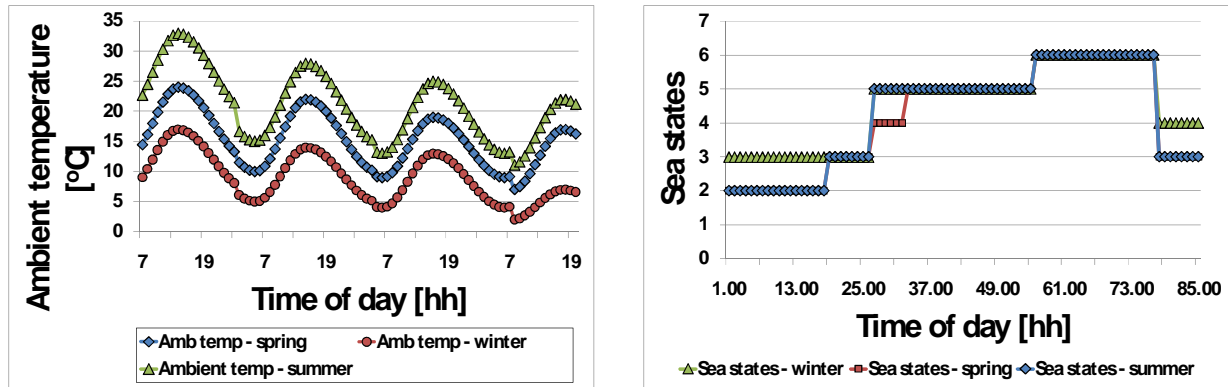 Ambient temperature
[ºC]
35
30
25
20
15
10
5
0
7 19 7 19 7 19 7 19
Time of day [hh]
Amb temp - spring
Amb temp - winter
Ambient temp - summer
Sea states
7
6
5
4
3
2
1
0
1.00 13.00 25.00 37.00 49.00 61.00 73.00 85.00
Time of day [hh]
Sea states - winter
Sea states - spring
Sea states - summer